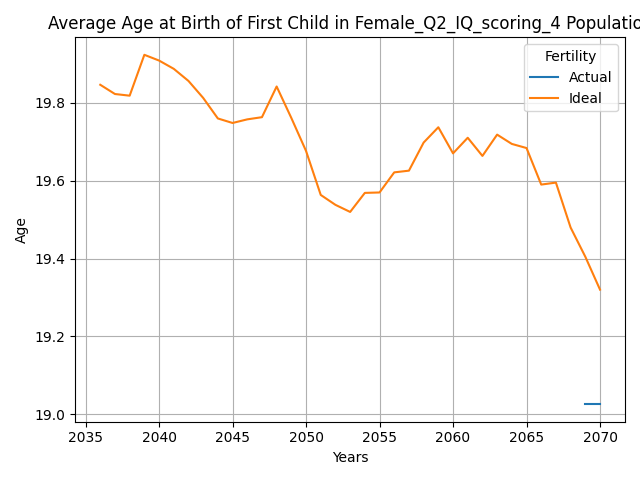 Average Age at Birth of First Child in Female_Q2_IQ_scoring_4 Populatio
Fertility
Actual
Ideal
19.8
19.6
19.4
19.2
19.0
Age
2035 2040 2045 2050 2055 2060 2065 2070
Years